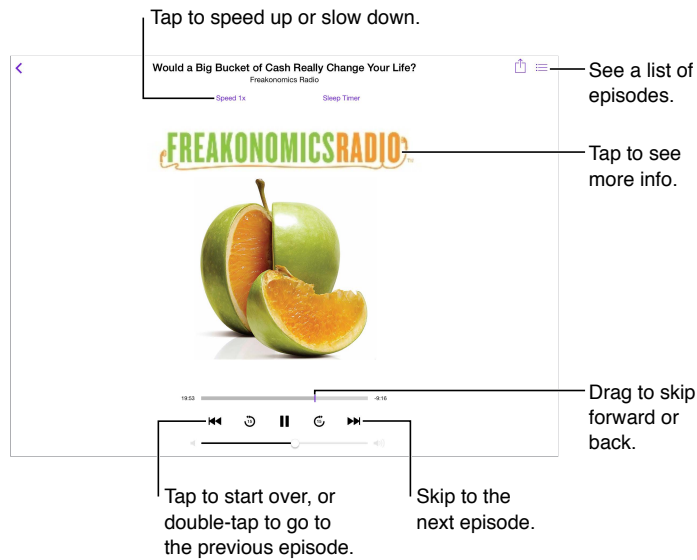 Tap to speed up or slow down.
Would a Big Bucket of Cash Really Change Your Life?
Freakonomics Radio
Speed 1x
Sleep Timer
See a list of
episodes.
FREAKONOMICSRADIO
Tap to see
more info.
19:53
-9:16
Drag to skip
forward or
back.
15
15
Tap to start over, or
double-tap to go to
the previous episode.
Skip to the
next episode.